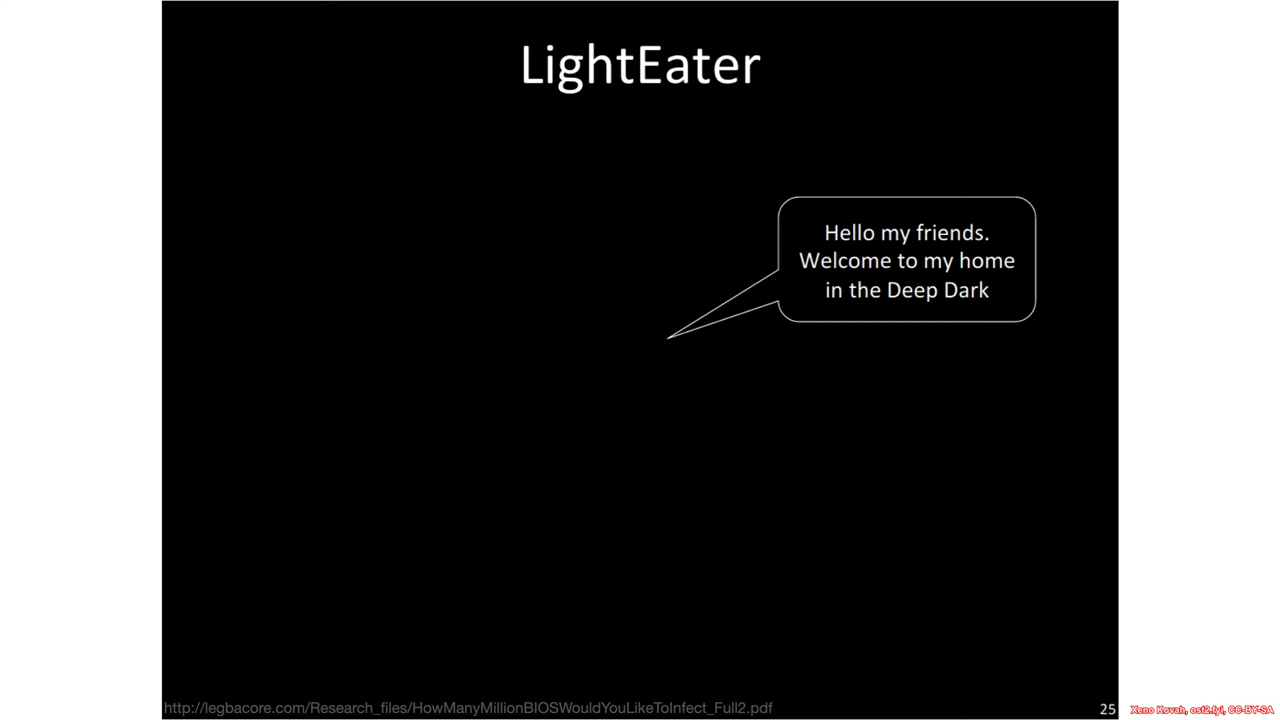 LightEater
Hello my friends.
Welcome to my home
in the Deep Dark
http://legbacore.com/Research_files/HowManyMillionBIOSWouldYouLikeToInfect_Full2.pdf
25
Xeno Kovah, ost2.fyi, CC-BY-SA